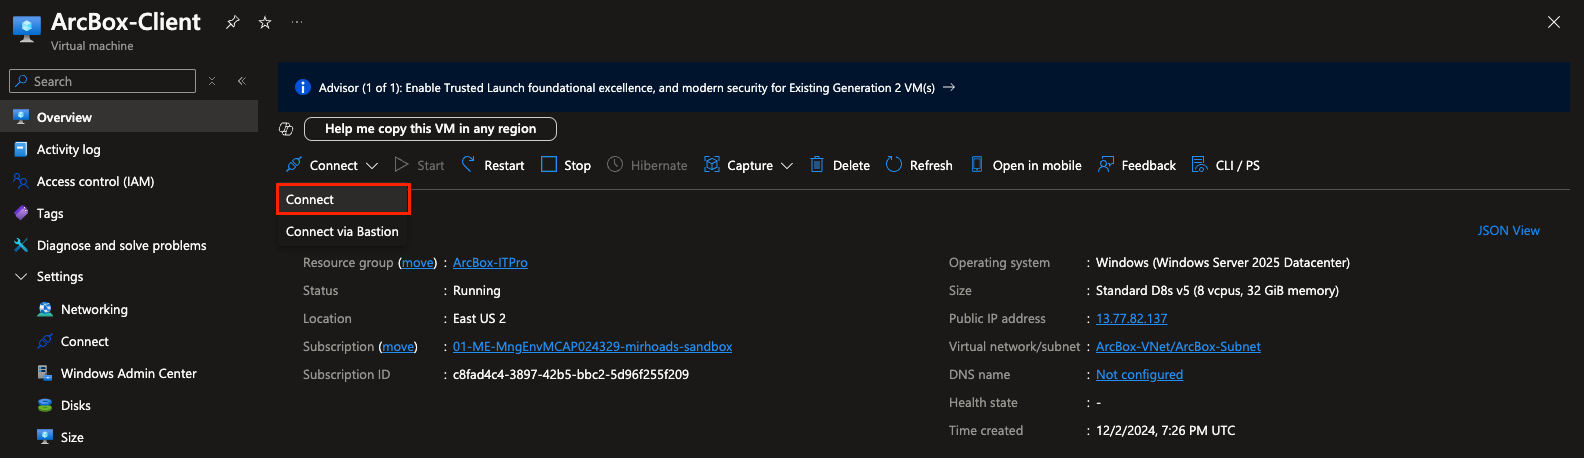 ArcBox-Client
Virtual machine
Search
Overview
Activity log
Access control (IAM)
Tags
Diagnose and solve problems
Settings
Networking
Connect
Windows Admin Center
Disks
Size
Advisor (1 of 1): Enable Trusted Launch foundational excellence, and modern security for Existing Generation 2 VM(s) →
Help me copy this VM in any region
Connect Start Restart Stop Hibernate Capture Delete Refresh Open in mobile Feedback CLI / PS
Connect
Connect via Bastion
JSON View
Resource group (move) : ArcBox-ITPro
Status : Running
Location : East US 2
Subscription (move) : 01-ME-MngEnvMCAP024329-mirhoads-sandbox
Subscription ID : c8fad4c4-3897-42b5-bbc2-5d96f255f209
Operating system : Windows (Windows Server 2025 Datacenter)
Size : Standard D8s v5 (8 vcpus, 32 GiB memory)
Public IP address : 13.77.82.137
Virtual network/subnet : ArcBox-VNet/ArcBox-Subnet
DNS name : Not configured
Health state : -
Time created : 12/2/2024, 7:26 PM UTC